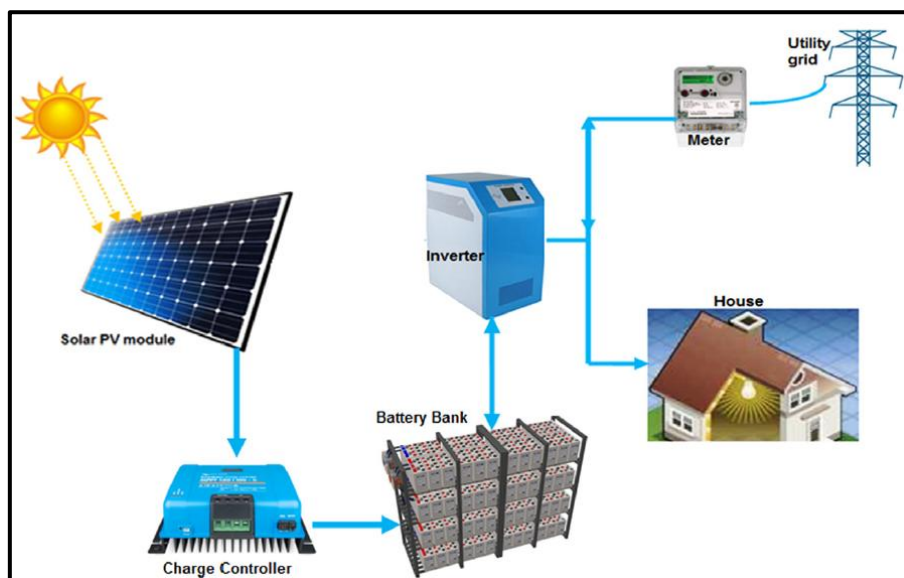 Utility
grid
Meter
Inverter
House
Solar PV module
Battery Bank
Charge Controller